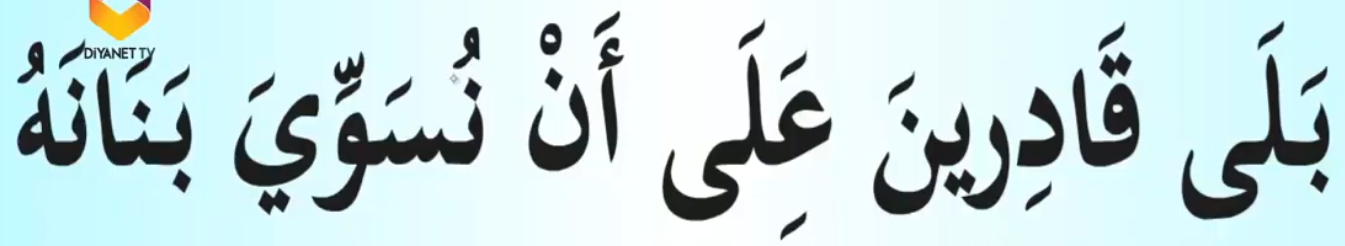 DİYANET TV
بَلَى قَادِرِينَ عَلَِى أَنْ نُسَوِّيَ بَنَانَهُ